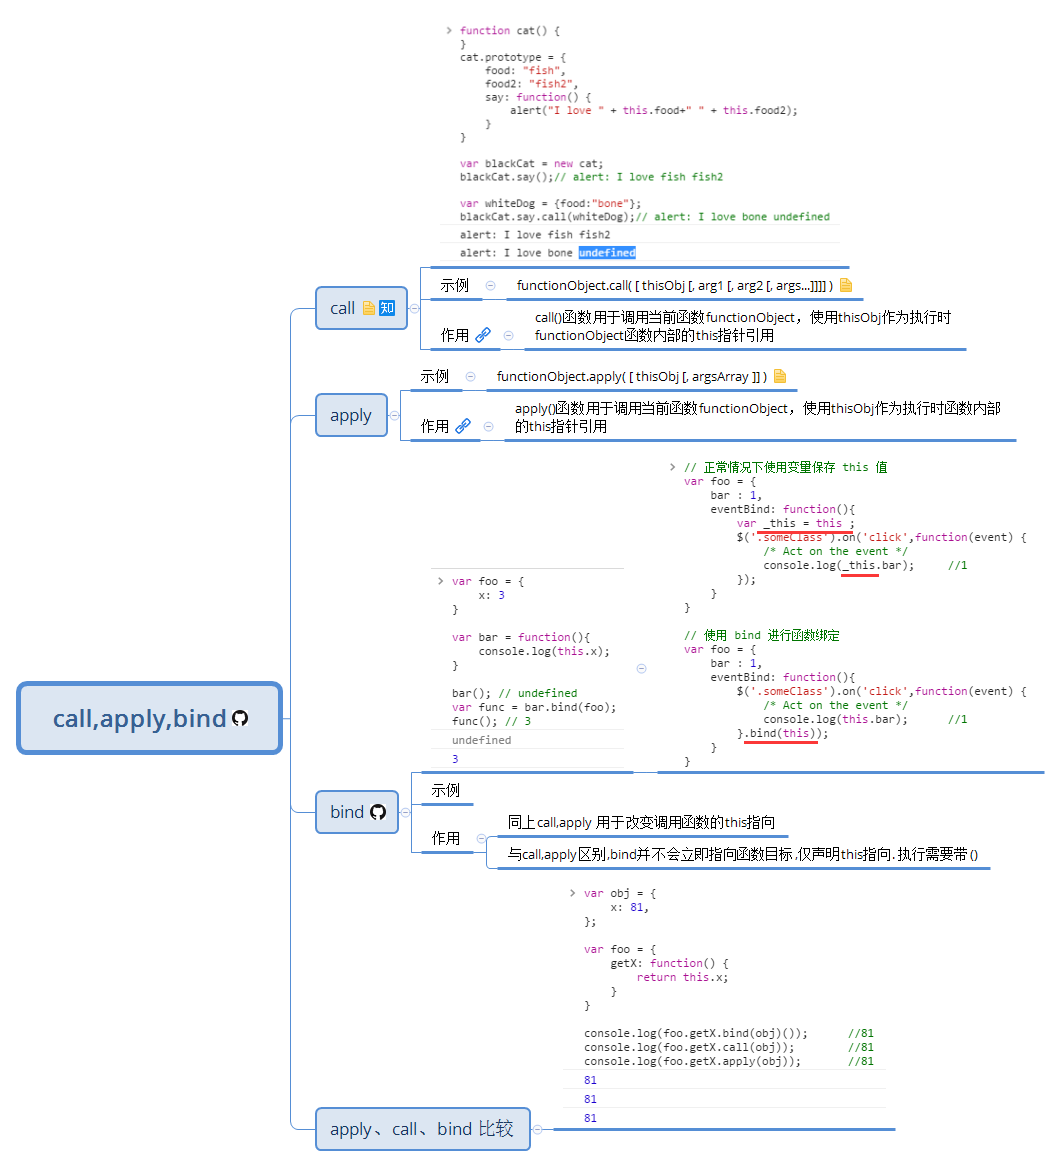 function cat() {
}
cat.prototype = {
food: "fish",
food2: "fish2",
say: function() {
alert("I love " + this.food+" " + this.food2);
}
}
var blackCat = new cat;
blackCat.say();// alert: I love fish fish2
var whiteDog = {food:"bone"};
blackCat.say.call(whiteDog);// alert: I love bone undefined
alert: I love fish fish2
alert: I love bone undefined
call 知
示例
functionObject.call( [ thisObj [, arg1 [, arg2 [, args...]]]] )
作用
call()函数用于调用当前函数functionObject，使用thisObj作为执行时
functionObject函数内部的this指针引用
apply
示例
functionObject.apply( [ thisObj [, argsArray ]] )
作用
apply()函数用于调用当前函数functionObject，使用thisObj作为执行时函数内部
的this指针引用
call,apply,bind
var foo = {
x: 3
}
var bar = function(){
console.log(this.x);
}
bar(); // undefined
var func = bar.bind(foo);
func(); // 3
undefined
3
// 正常情况下使用变量保存 this 值
var foo = {
bar : 1,
eventBind: function(){
var _this = this ;
$('.someClass').on('click',function(event) {
/* Act on the event */
console.log(_this.bar); //1
});
}
}
// 使用 bind 进行函数绑定
var foo = {
bar : 1,
eventBind: function(){
$('.someClass').on('click',function(event) {
/* Act on the event */
console.log(this.bar); //1
}.bind(this));
}
}
bind
示例
作用
同上call,apply 用于改变调用函数的this指向
与call,apply区别,bind并不会立即指向函数目标,仅声明this指向.执行需要带()
var obj = {
x: 81,
};
var foo = {
getX: function() {
return this.x;
}
}
console.log(foo.getX.bind(obj)()); //81
console.log(foo.getX.call(obj)); //81
console.log(foo.getX.apply(obj)); //81
81
81
81
apply、call、bind 比较